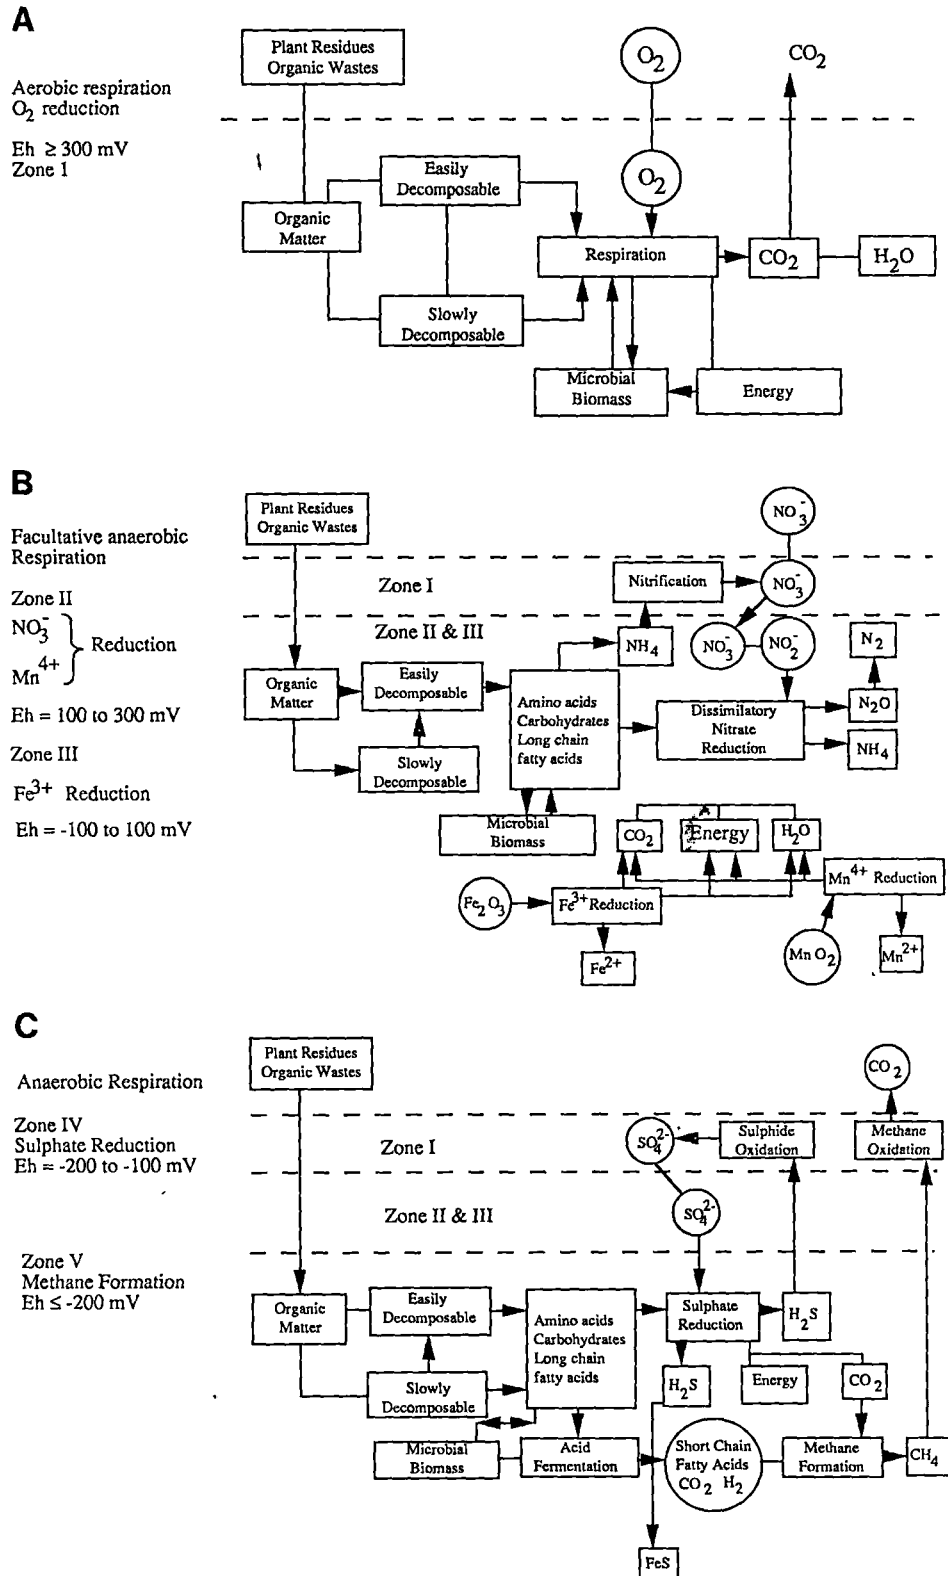 A
Aerobic respiration
O₂ reduction
Eh ≥ 300 mV
Zone 1
Plant Residues
Organic Wastes
O₂
CO₂
Easily
Decomposable
O₂
Organic
Matter
Respiration
CO₂
H₂O
Slowly
Decomposable
Microbial
Biomass
Energy
B
Facultative anaerobic
Respiration
Zone II
NO₃⁻
Mn⁴⁺
Reduction
Eh = 100 to 300 mV
Zone III
Fe³⁺ Reduction
Eh = -100 to 100 mV
Plant Residues
Organic Wastes
NO₃⁻
Zone I
Nitrification
NO₃⁻
Zone II & III
NH₄
NO₃⁻
NO₂⁻
N₂
Organic
Matter
Easily
Decomposable
Amino acids
Carbohydrates
Long chain
fatty acids
Dissimilatory
Nitrate
Reduction
N₂O
NH₄
Slowly
Decomposable
Microbial
Biomass
CO₂
Energy
H₂O
Mn⁴⁺ Reduction
Fe₂O₃
Fe³⁺ Reduction
Fe²⁺
MnO₂
Mn²⁺
C
Anaerobic Respiration
Zone IV
Sulphate Reduction
Eh = -200 to -100 mV
Zone V
Methane Formation
Eh ≤ -200 mV
Plant Residues
Organic Wastes
CO₂
Zone I
SO₄²⁻
Sulphide
Oxidation
Methane
Oxidation
Zone II & III
SO₄²⁻
Organic
Matter
Easily
Decomposable
Amino acids
Carbohydrates
Long chain
fatty acids
Sulphate
Reduction
H₂S
Slowly
Decomposable
H₂S
Energy
CO₂
Microbial
Biomass
Acid
Fermentation
Short Chain
Fatty Acids
CO₂ H₂
Methane
Formation
CH₄
FeS